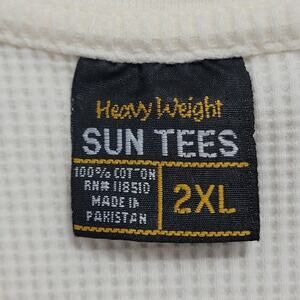 Heavy Weight
SUN TEES
100% COTTON
RN# 118510
MADE IN
PAKISTAN
2XL